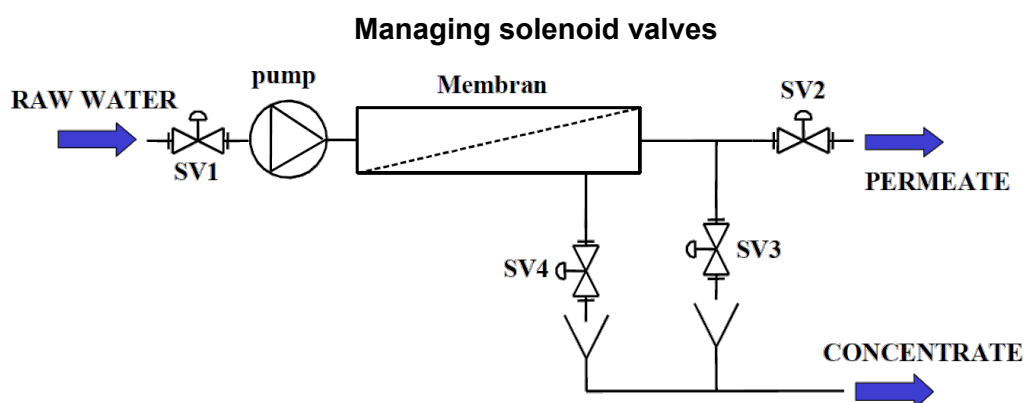 Managing solenoid valves
pump
Membran
SV2
RAW WATER
SV1
PERMEATE
SV4
SV3
CONCENTRATE